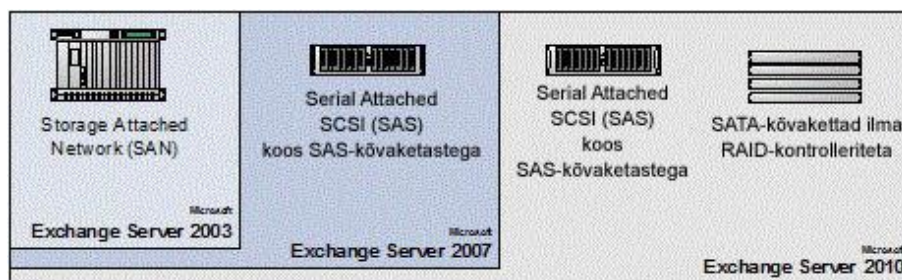 Storage Attached
Network (SAN)
Microsoft
Exchange Server 2003
Serial Attached
SCSI (SAS)
koos SAS-kõvaketastega
Microsoft
Exchange Server 2007
Serial Attached
SCSI (SAS)
koos
SAS-kõvaketastega
SATA-kõvakettad ilma
RAID-kontrolleriteta
Microsoft
Exchange Server 2010